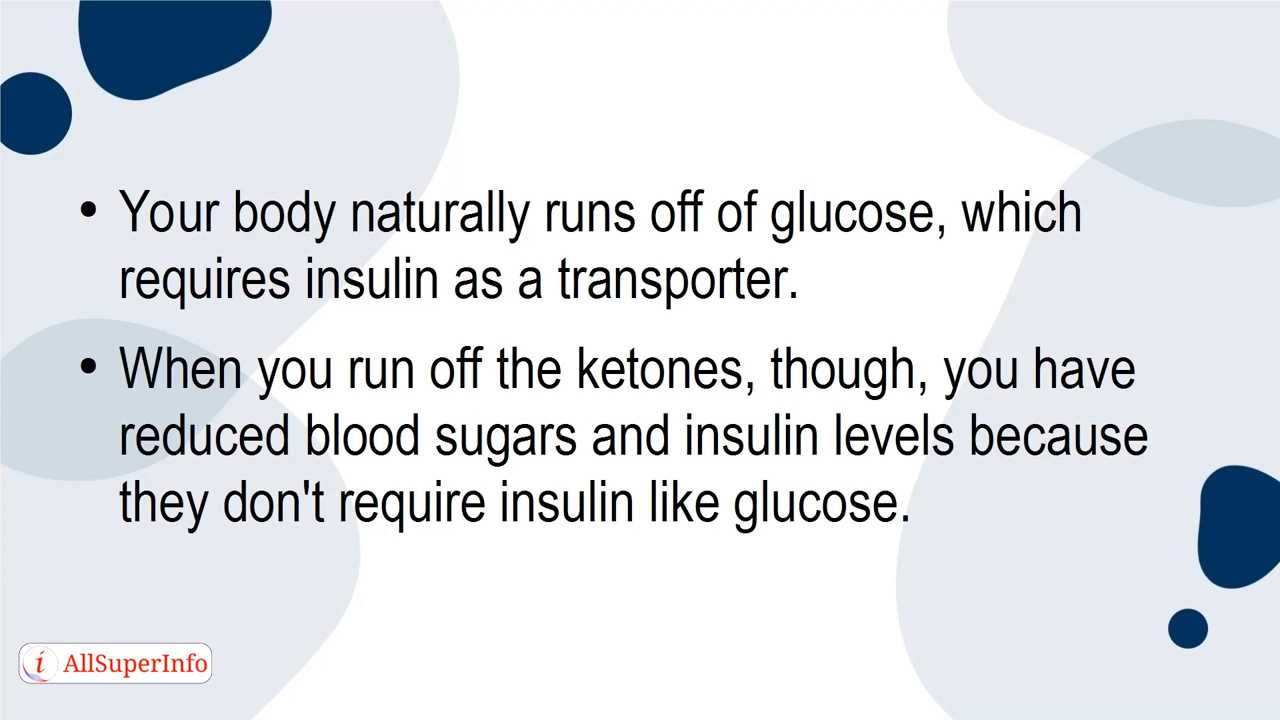 • Your body naturally runs off of glucose, which
requires insulin as a transporter.
• When you run off the ketones, though, you have
reduced blood sugars and insulin levels because
they don't require insulin like glucose.
i AllSuperInfo